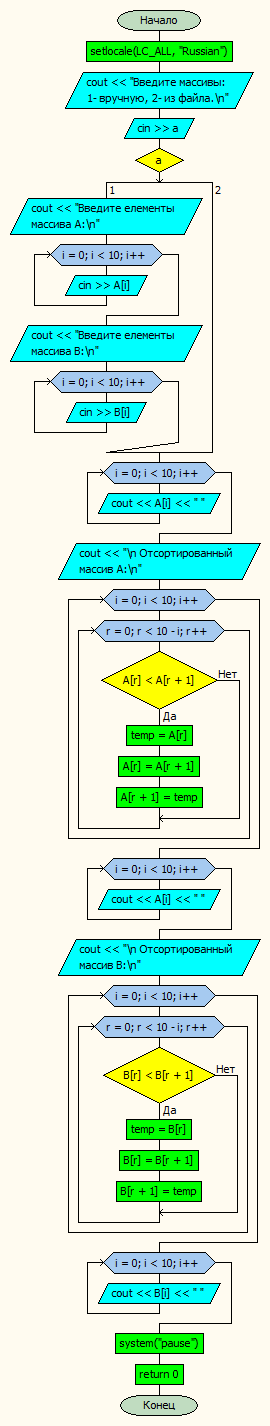 Начало
setlocale(LC_ALL, "Russian")
cout << "Введите массивы:
1- вручную, 2- из файла.\n"
cin >> a
a
1
2
cout << "Введите елементы
массива A:\n"
i = 0; i < 10; i++
cin >> A[i]
cout << "Введите елементы
массива B:\n"
i = 0; i < 10; i++
cin >> B[i]
i = 0; i < 10; i++
cout << A[i] << " "
cout << "\n Отсортированный
массив A:\n"
i = 0; i < 10; i++
r = 0; r < 10 - i; r++
A[r] < A[r + 1]
Нет
Да
temp = A[r]
A[r] = A[r + 1]
A[r + 1] = temp
i = 0; i < 10; i++
cout << A[i] << " "
cout << "\n Отсортированный
массив B:\n"
i = 0; i < 10; i++
r = 0; r < 10 - i; r++
B[r] < B[r + 1]
Нет
Да
temp = B[r]
B[r] = B[r + 1]
B[r + 1] = temp
i = 0; i < 10; i++
cout << B[i] << " "
system("pause")
return 0
Конец